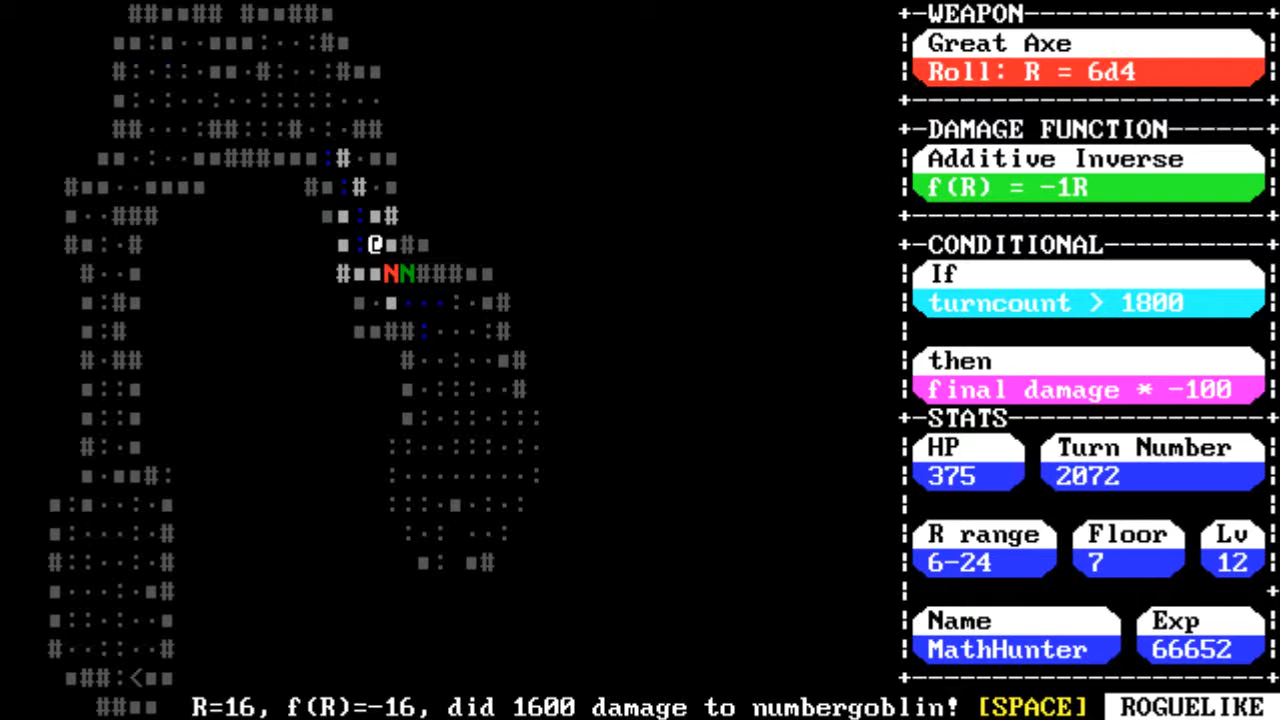 WEAPON
Great Axe
Roll: R = 6d4
DAMAGE FUNCTION
Additive Inverse
f(R) = -1R
CONDITIONAL
If
turncount > 1800
then
final damage * -100
STATS
HP
375
Turn Number
2072
R range
6-24
Floor
7
Lv
12
Name
MathHunter
Exp
66652
@
NN
<
R=16, f(R)=-16, did 1600 damage to numbergoblin! [SPACE] ROGUELIKE